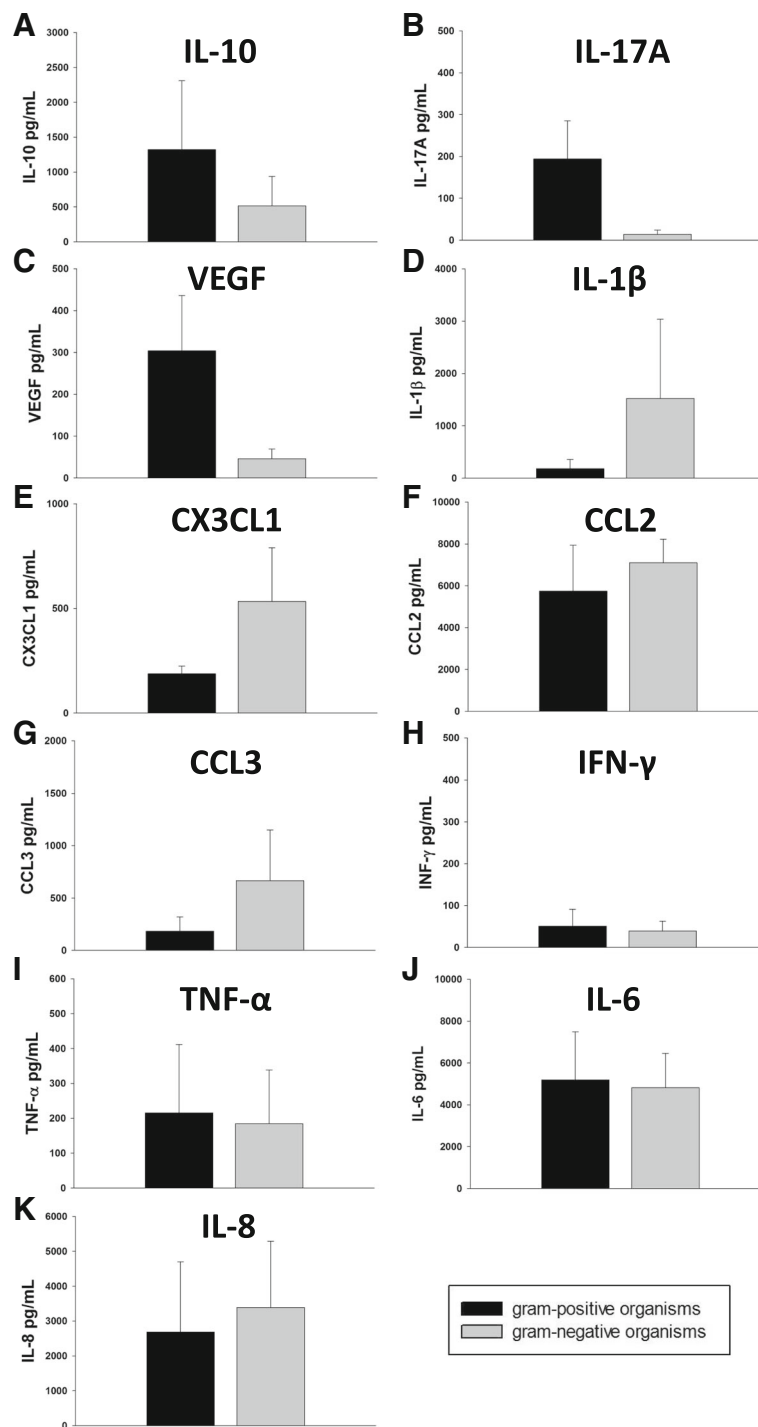 A
IL-10
IL-10 pg/mL
3000
2500
2000
1500
1000
500
0
B
IL-17A
IL-17A pg/mL
500
400
300
200
100
0
C
VEGF
VEGF pg/mL
500
400
300
200
100
0
D
IL-1β
IL-1β pg/mL
4000
3000
2000
1000
0
E
CX3CL1
CX3CL1 pg/mL
1000
500
0
F
CCL2
CCL2 pg/mL
10000
8000
6000
4000
2000
0
G
CCL3
CCL3 pg/mL
2000
1500
1000
500
0
H
IFN-γ
INF-γ pg/mL
500
400
300
200
100
0
I
TNF-α
TNF-α pg/mL
600
500
400
300
200
100
0
J
IL-6
IL-6 pg/mL
10000
8000
6000
4000
2000
0
K
IL-8
IL-8 pg/mL
6000
5000
4000
3000
2000
1000
0
gram-positive organisms
gram-negative organisms